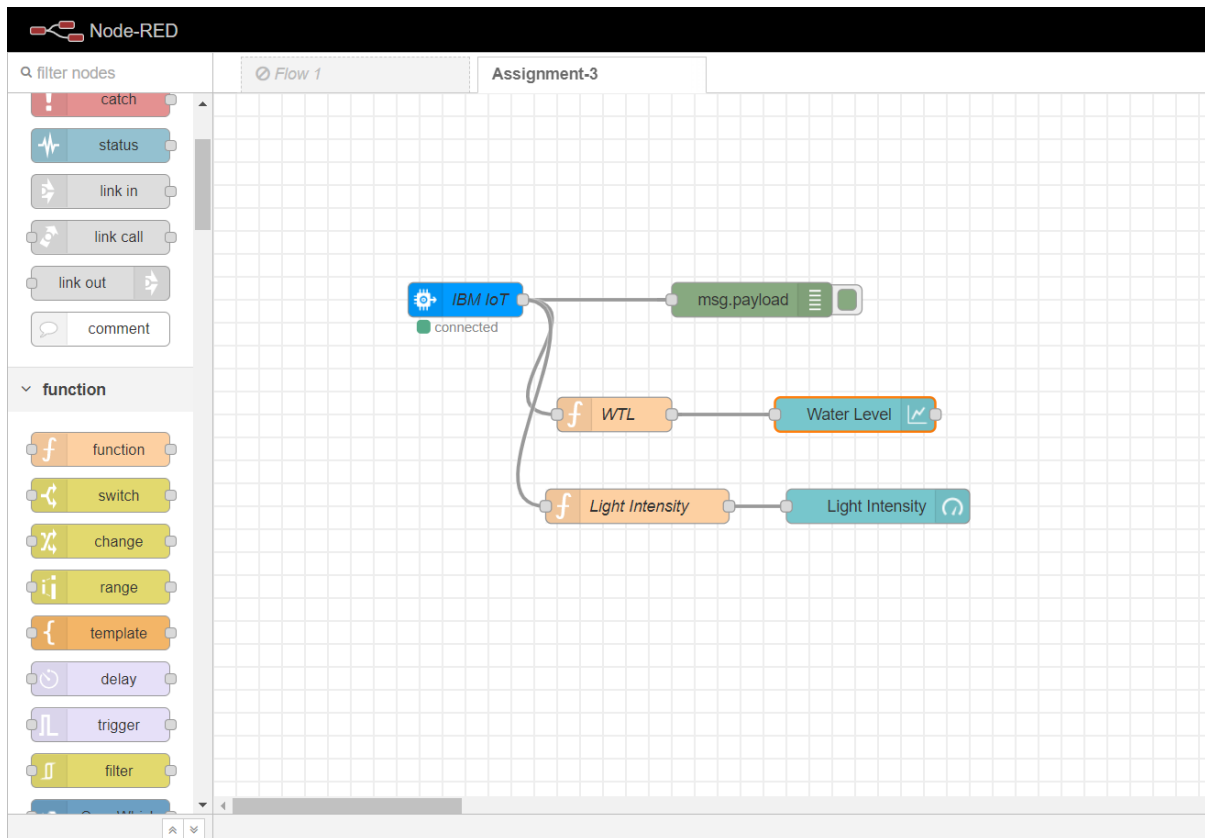 Node-RED
filter nodes
Flow 1
Assignment-3
catch
status
link in
link call
link out
comment
function
function
switch
change
range
template
delay
trigger
filter
IBM IoT
connected
msg.payload
WTL
Water Level
Light Intensity
Light Intensity